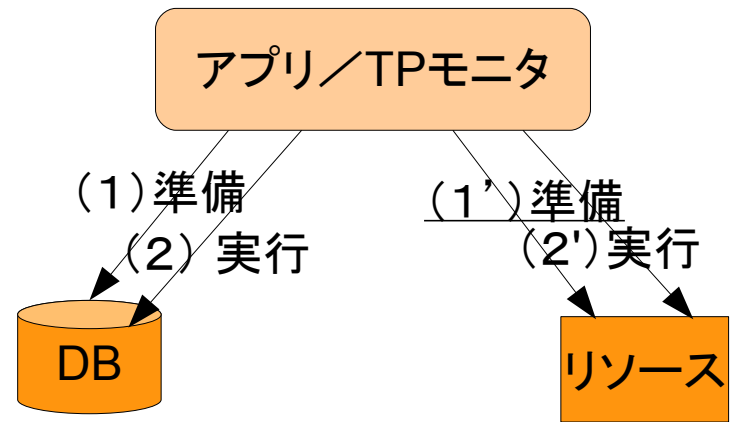 アプリ／TPモニタ
(１)準備
(１’)準備
(２) 実行
(２')実行
DB
リソース